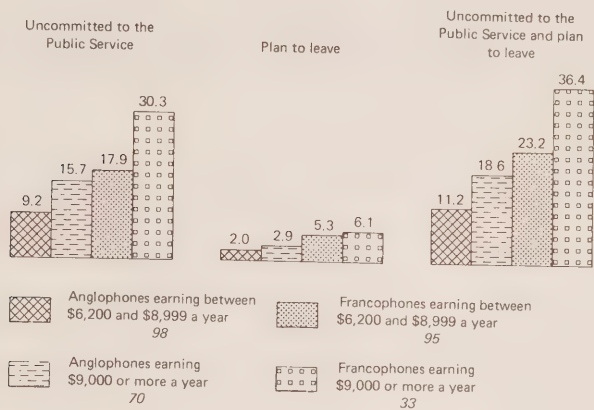 Uncommitted to the
Public Service
Plan to leave
Uncommitted to the
Public Service and plan
to leave
9.2
15.7
17.9
30.3
2.0
2.9
5.3
6.1
11.2
18 6
23.2
36.4
Anglophones earning between
$6,200 and $8,999 a year
98
Francophones earning between
$6,200 and $8,999 a year
95
Anglophones earning
$9,000 or more a year
70
Francophones earning
$9,000 or more a year
33